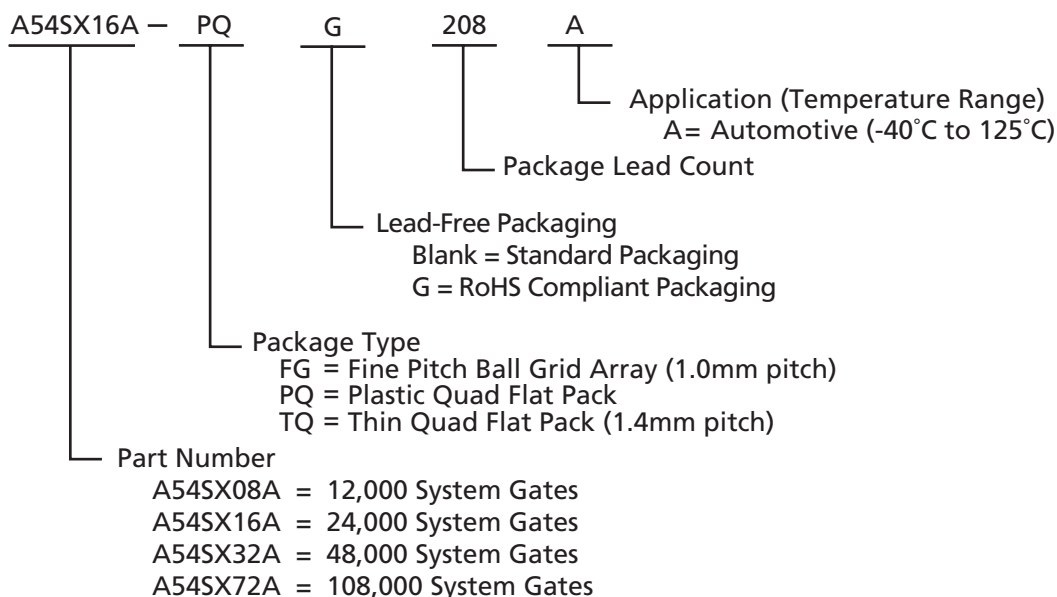 A54SX16A – PQ G 208 A
Application (Temperature Range)
A= Automotive (-40˚C to 125˚C)
Package Lead Count
Lead-Free Packaging
Blank = Standard Packaging
G = RoHS Compliant Packaging
Package Type
FG = Fine Pitch Ball Grid Array (1.0mm pitch)
PQ = Plastic Quad Flat Pack
TQ = Thin Quad Flat Pack (1.4mm pitch)
Part Number
A54SX08A = 12,000 System Gates
A54SX16A = 24,000 System Gates
A54SX32A = 48,000 System Gates
A54SX72A = 108,000 System Gates